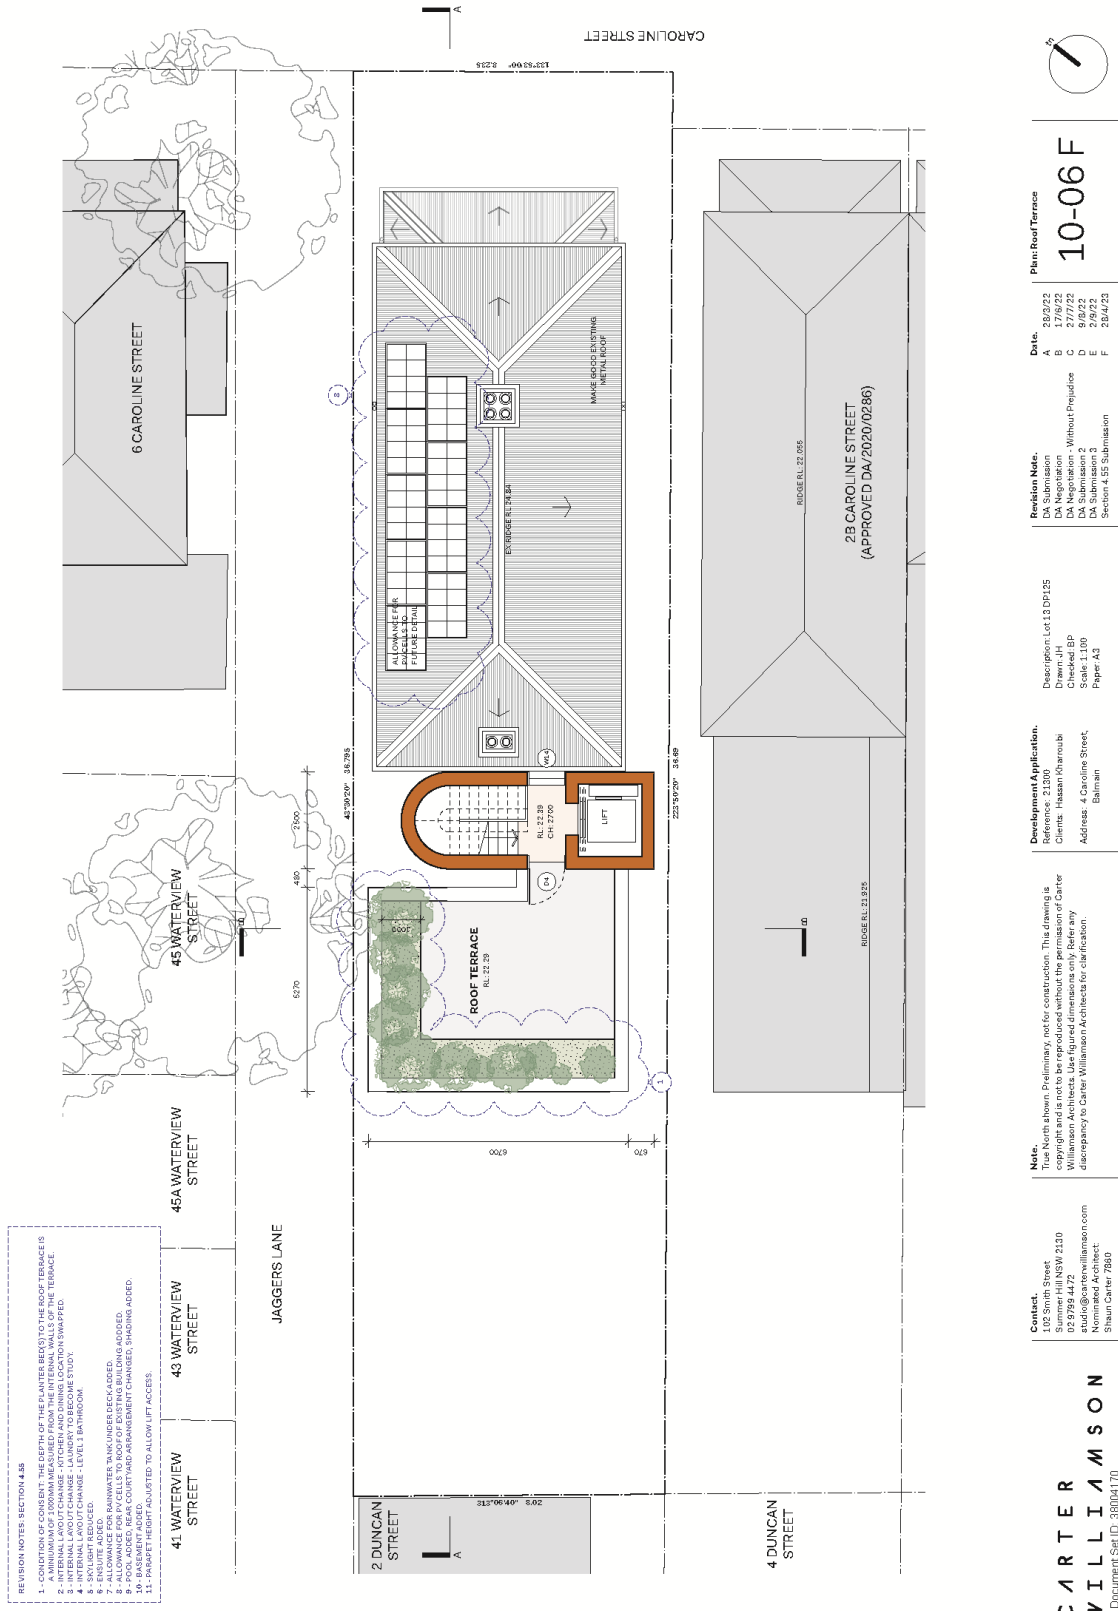 CAROLINE STREET
A
133°53'00" 8.235
6 CAROLINE STREET
8
MAKE GOOD EXISTING
METAL ROOF
EX RIDGE RL 24.84
ALLOWANCE FOR
PV CELLS TO
FUTURE DETAIL
RIDGE RL: 22.055
2B CAROLINE STREET
(APPROVED DA/2020/0286)
36.795
36.69
223°50'20"
2500
490
5270
W14
RL: 22.39
CH: 2700
LIFT
D4
45 WATERVIEW
STREET
B
B
1000
ROOF TERRACE
RL: 22.29
RIDGE RL: 21.925
1
6700
670
45A WATERVIEW
STREET
JAGGERS LANE
43 WATERVIEW
STREET
41 WATERVIEW
STREET
313°06'40" 8.02
2 DUNCAN
STREET
A
4 DUNCAN
STREET
REVISION NOTES: SECTION 4.55
1 - CONDITION OF CONSENT: THE DEPTH OF THE PLANTER BED(S) TO THE ROOF TERRACE IS
A MINIUMUM OF 1000MM MEASURED FROM THE INTERNAL WALLS OF THE TERRACE.
2 - INTERNAL LAYOUT CHANGE - KITCHEN AND DINING LOCATION SWAPPED.
3 - INTERNAL LAYOUT CHANGE - LAUNDRY TO BECOME STUDY.
4 - INTERNAL LAYOUT CHANGE - LEVEL 1 BATHROOM.
5 - SKYLIGHT REDUCED.
6 - ENSUITE ADDED.
7 - ALLOWANCE FOR RAINWATER TANK UNDER DECK ADDED.
8 - ALLOWANCE FOR PV CELLS TO ROOF OF EXISTING BUILDING ADDDED.
9 - POOL ADDED, REAR COURTYARD ARRANGEMENT CHANGED, SHADING ADDED.
10 - BASEMENT ADDED.
11 - PARAPET HEIGHT ADJUSTED TO ALLOW LIFT ACCESS.
CARTER
WILLIAMSON
Contact.
102 Smith Street
Summer Hill NSW 2130
02 9799 4472
studio@carterwilliamson.com
Nominated Architect:
Shaun Carter 7860
Note.
True North shown. Preliminary, not for construction. This drawing is
copyright and is not to be reproduced without the permission of Carter
Williamson Architects. Use figured dimensions only. Refer any
discrepancy to Carter Williamson Architects for clarification.
Development Application.
Reference: 21300
Clients: Hassan Kharroubi
Address: 4 Caroline Street,
Balmain
Description: Lot 13 DP125
Drawn: JH
Checked: BP
Scale: 1:100
Paper: A3
Revision Note.
DA Submission
DA Negotiation
DA Negotiation - Without Prejudice
DA Submission 2
DA Submission 3
Section 4.55 Submission
Date.
A 28/3/22
B 17/6/22
C 27/7/22
D 9/8/22
E 2/9/22
F 28/4/23
Plan: Roof Terrace
10-06 F
tn
Document Set ID: 38004170